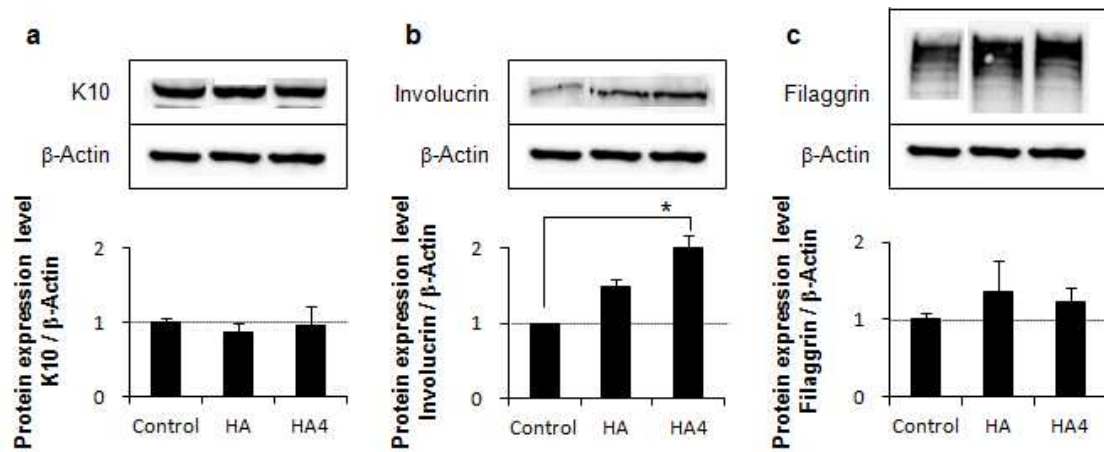 a
K10
β-Actin
Protein expression level
K10 / β-Actin
2
1
0
Control HA HA4
b
Involucrin
β-Actin
Protein expression level
Involucrin / β-Actin
*
2
1
0
Control HA HA4
c
Filaggrin
β-Actin
Protein expression level
Filaggrin / β-Actin
2
1
0
Control HA HA4